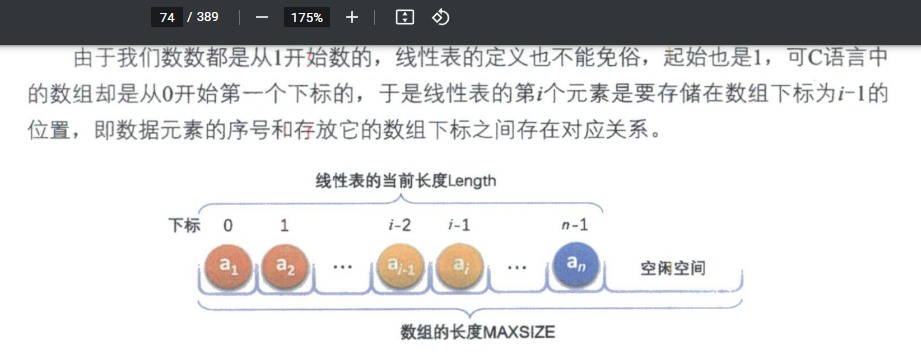 74 / 389 — 175% +
由于我们数数都是从1开始数的，线性表的定义也不能免俗，起始也是1，可C语言中
的数组却是从0开始第一个下标的，于是线性表的第i个元素是要存储在数组下标为i-1的
位置，即数据元素的序号和存放它的数组下标之间存在对应关系。
线性表的当前长度Length
下标 0 1 i-2 i-1 n-1
a1 a2 … ai-1 ai … an 空闲空间
数组的长度MAXSIZE